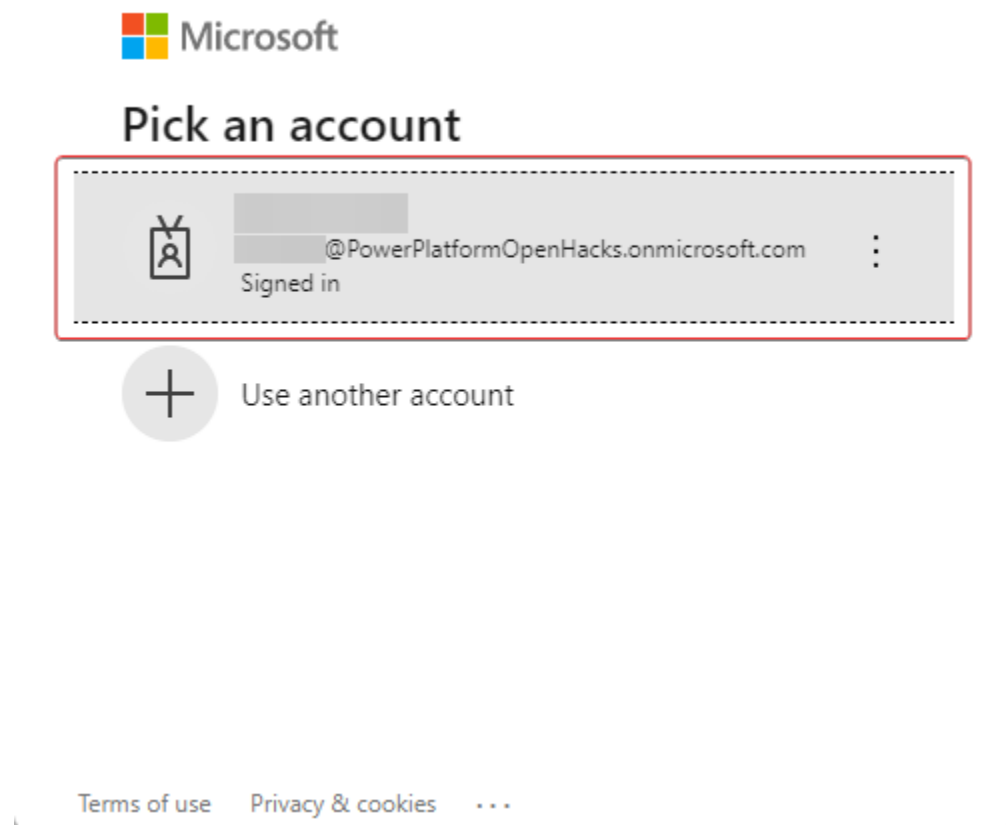 Microsoft
Pick an account
@PowerPlatformOpenHacks.onmicrosoft.com
Signed in
Use another account
Terms of use Privacy & cookies ...